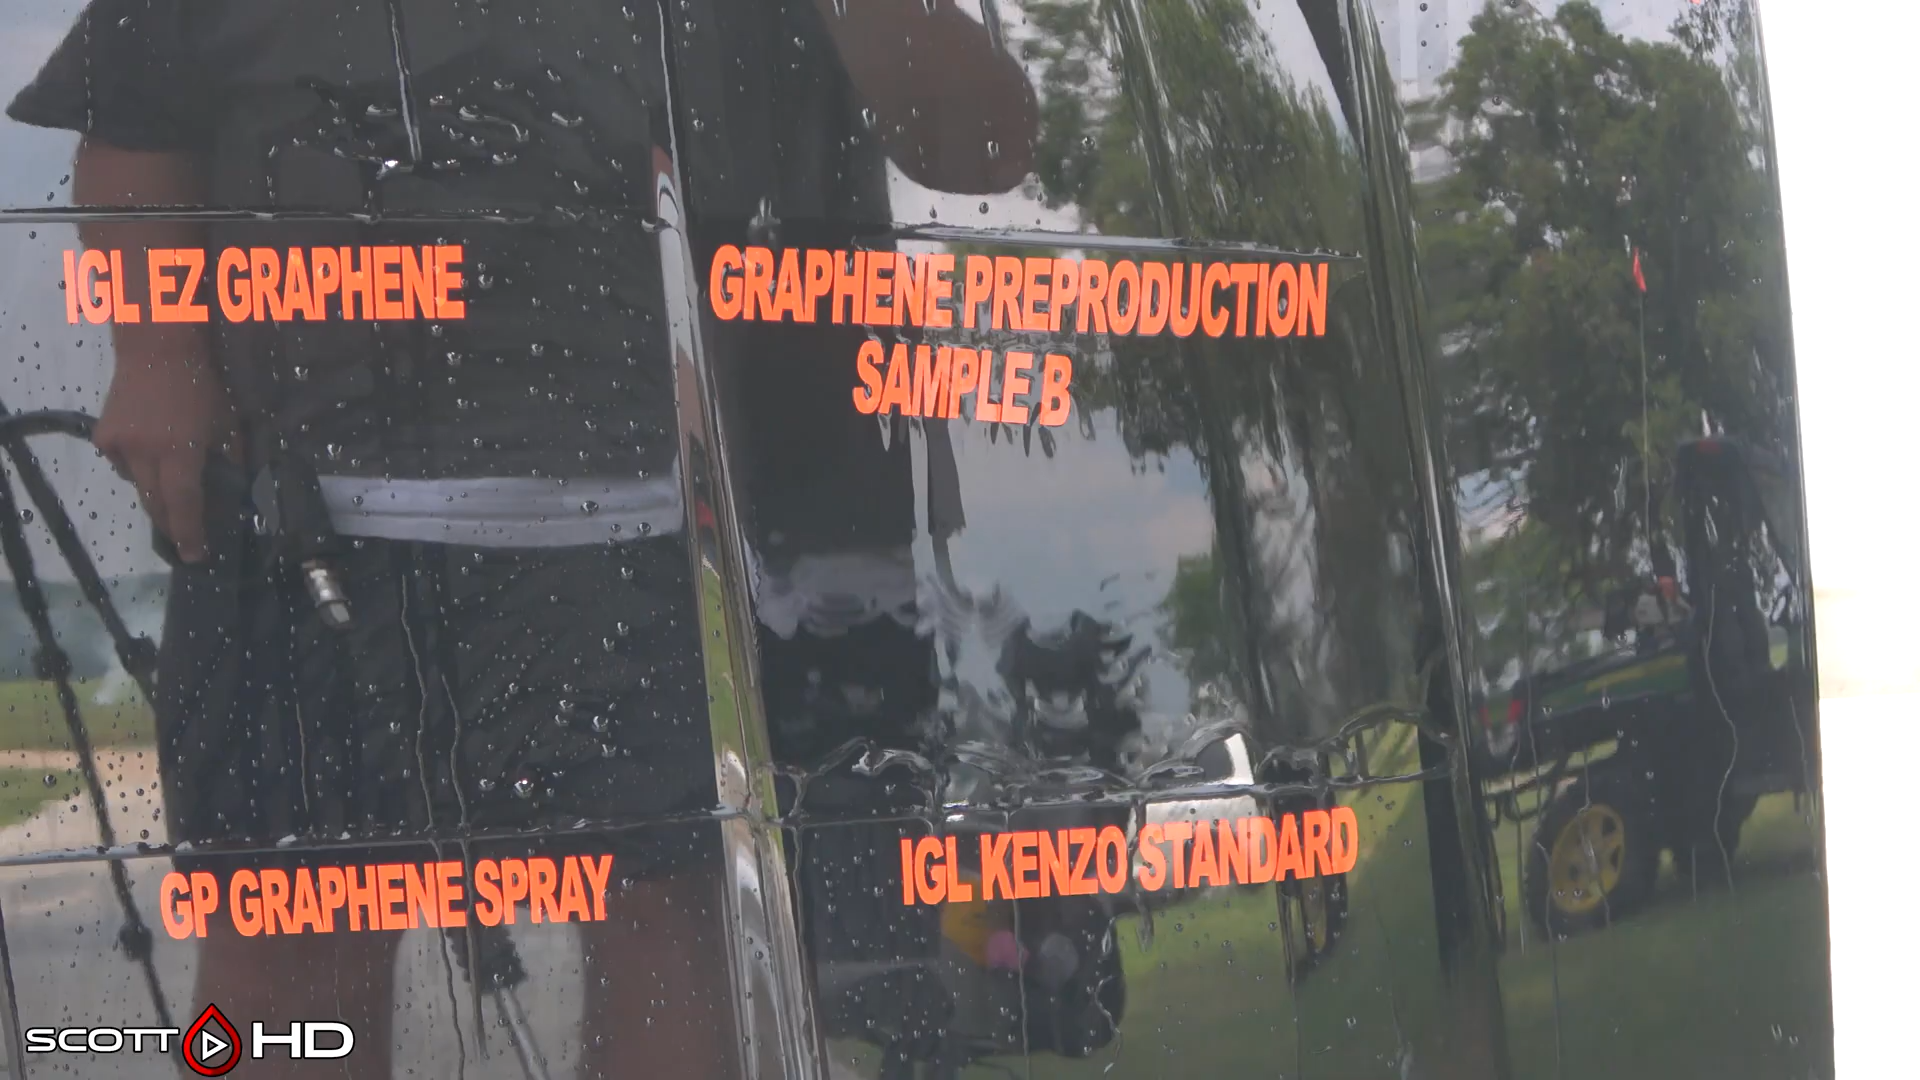 IGL EZ GRAPHENE
GRAPHENE PREPRODUCTION
SAMPLE B
GP GRAPHENE SPRAY
IGL KENZO STANDARD
SCOTT HD